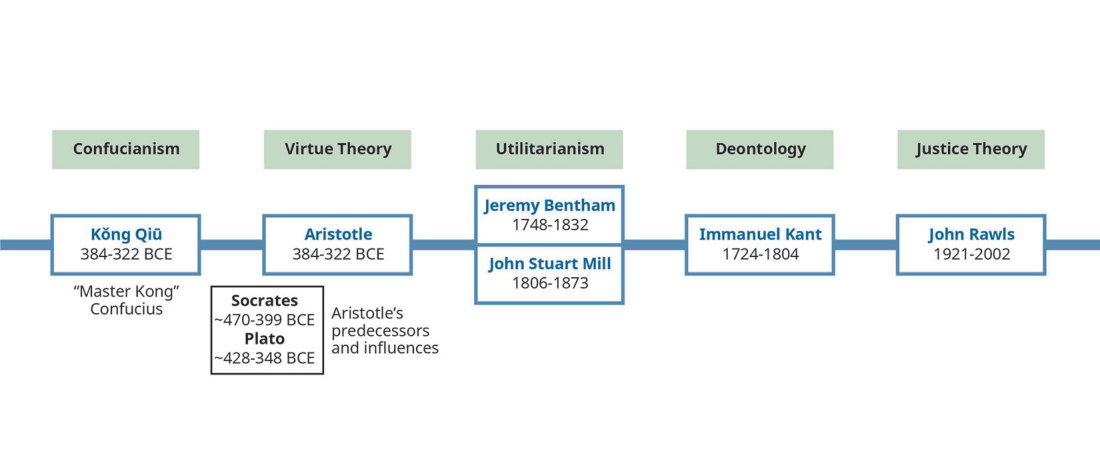 Confucianism
Virtue Theory
Utilitarianism
Deontology
Justice Theory
Kǒng Qiū
384-322 BCE
"Master Kong"
Confucius
Aristotle
384-322 BCE
Socrates
~470-399 BCE
Plato
~428-348 BCE
Aristotle's
predecessors
and influences
Jeremy Bentham
1748-1832
John Stuart Mill
1806-1873
Immanuel Kant
1724-1804
John Rawls
1921-2002